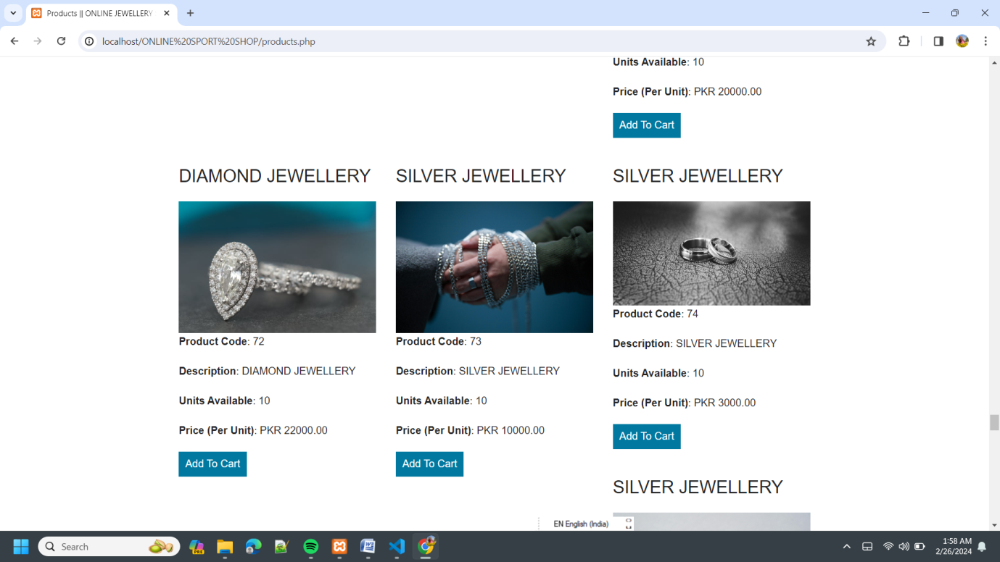 Products || ONLINE JEWELLERY
localhost/ONLINE%20SPORT%20SHOP/products.php
Units Available: 10
Price (Per Unit): PKR 20000.00
Add To Cart
DIAMOND JEWELLERY
Product Code: 72
Description: DIAMOND JEWELLERY
Units Available: 10
Price (Per Unit): PKR 22000.00
Add To Cart
SILVER JEWELLERY
Product Code: 73
Description: SILVER JEWELLERY
Units Available: 10
Price (Per Unit): PKR 10000.00
Add To Cart
SILVER JEWELLERY
Product Code: 74
Description: SILVER JEWELLERY
Units Available: 10
Price (Per Unit): PKR 3000.00
Add To Cart
SILVER JEWELLERY
EN English (India)
Search
PRE
1:58 AM
2/26/2024